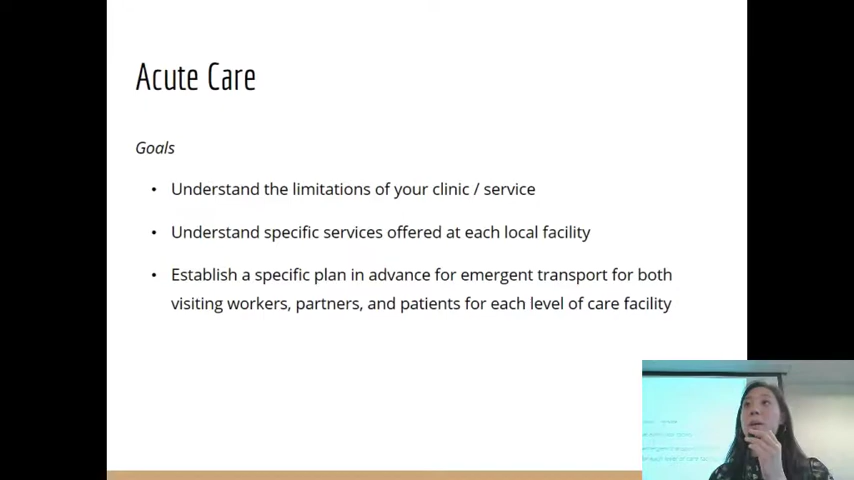 Acute Care
Goals
• Understand the limitations of your clinic / service
• Understand specific services offered at each local facility
• Establish a specific plan in advance for emergent transport for both
visiting workers, partners, and patients for each level of care facility